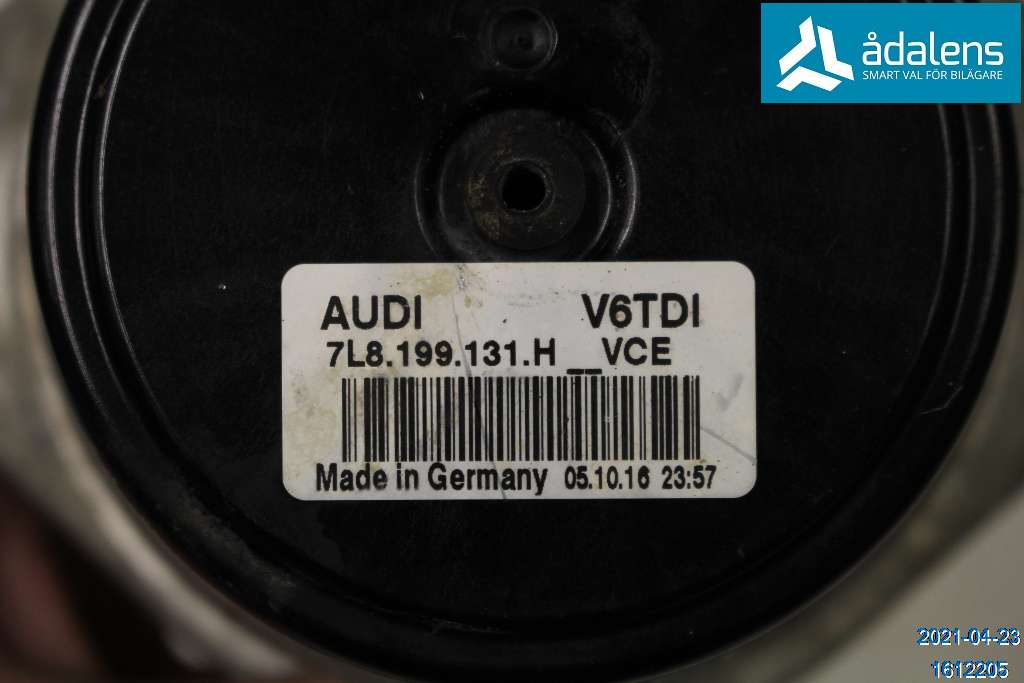 ådalens
SMART VAL FÖR BILÄGARE
AUDI V6TDI
7L8.199.131.H__VCE
Made in Germany 05.10.16 23:57
2021-04-23
1612205